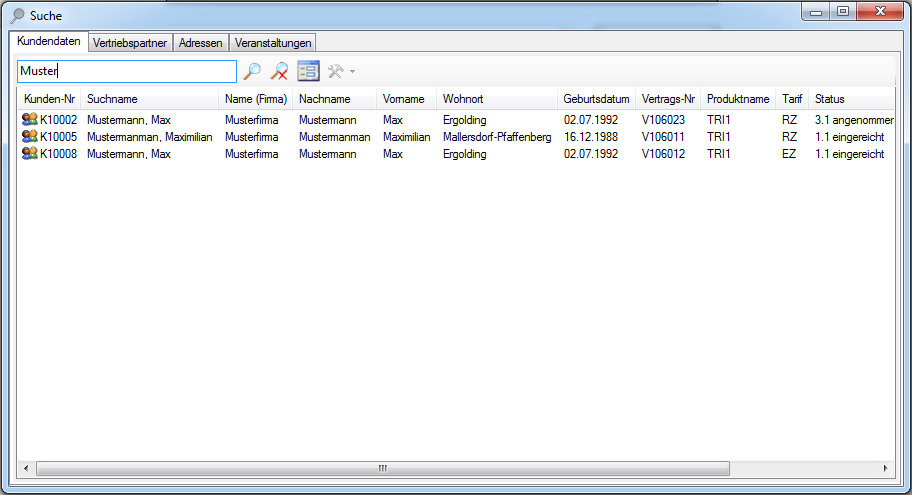 Suche
Kundendaten Vertriebspartner Adressen Veranstaltungen
Muster
Kunden-Nr Suchname Name (Firma) Nachname Vorname Wohnort Geburtsdatum Vertrags-Nr Produktname Tarif Status
K10002 Mustermann, Max Musterfirma Mustermann Max Ergolding 02.07.1992 V106023 TRI1 RZ 3.1 angenommer
K10005 Mustermanman, Maximilian Musterfirma Mustermanman Maximilian Mallersdorf-Pfaffenberg 16.12.1988 V106011 TRI1 RZ 1.1 eingereicht
K10008 Mustermann, Max Musterfirma Mustermann Max Ergolding 02.07.1992 V106012 TRI1 EZ 1.1 eingereicht